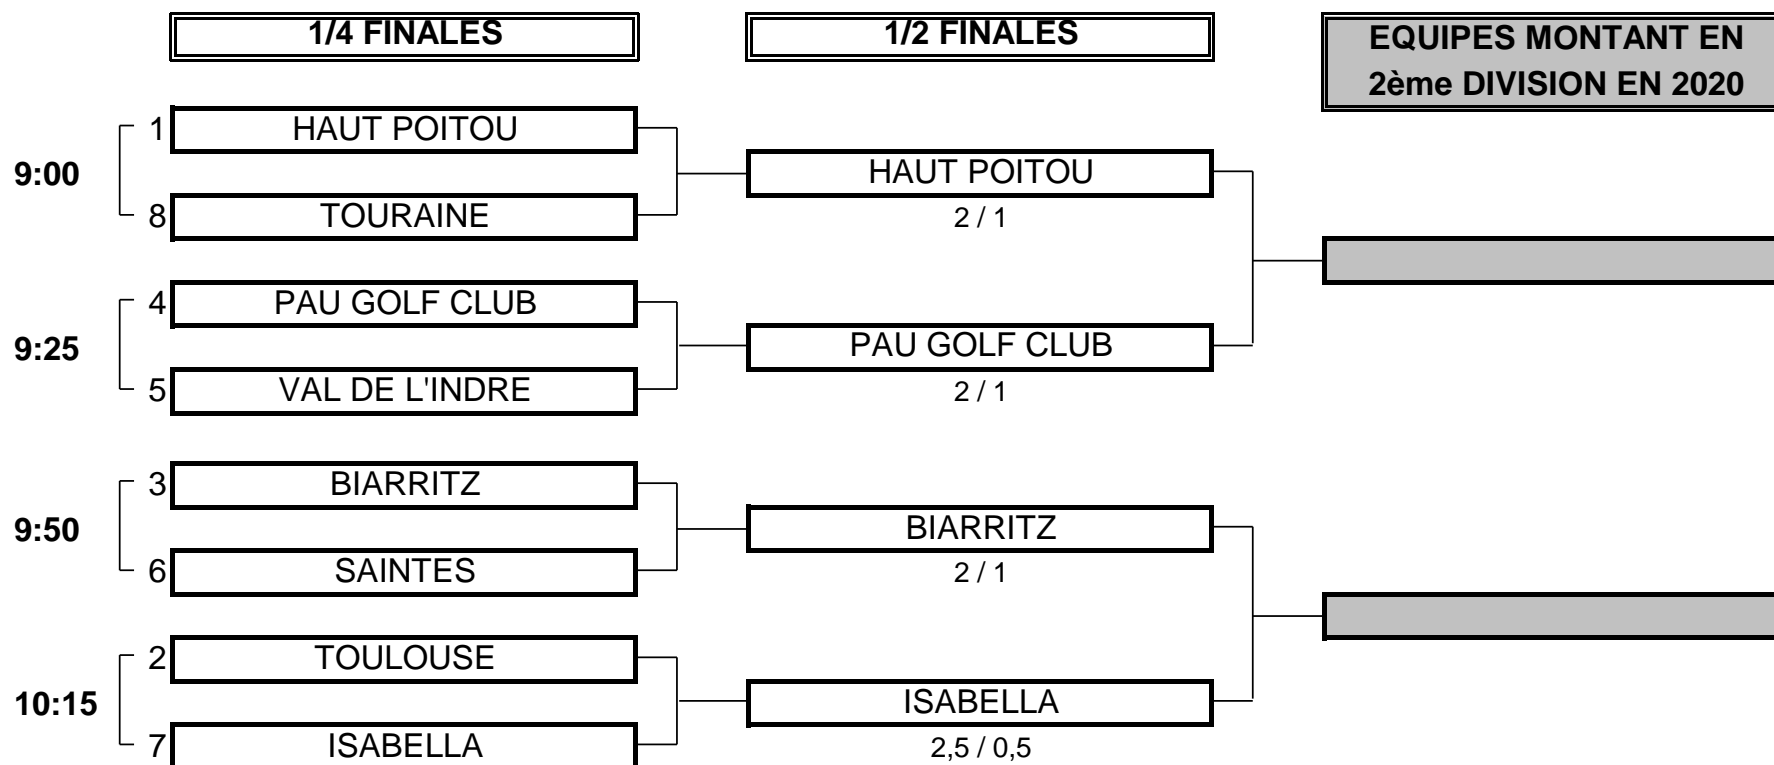 1/4 FINALES
1/2 FINALES
EQUIPES MONTANT EN
2ème DIVISION EN 2020
9:00
1 HAUT POITOU
8 TOURAINE
HAUT POITOU
2 / 1
9:25
4 PAU GOLF CLUB
5 VAL DE L'INDRE
PAU GOLF CLUB
2 / 1
9:50
3 BIARRITZ
6 SAINTES
BIARRITZ
2 / 1
10:15
2 TOULOUSE
7 ISABELLA
ISABELLA
2,5 / 0,5